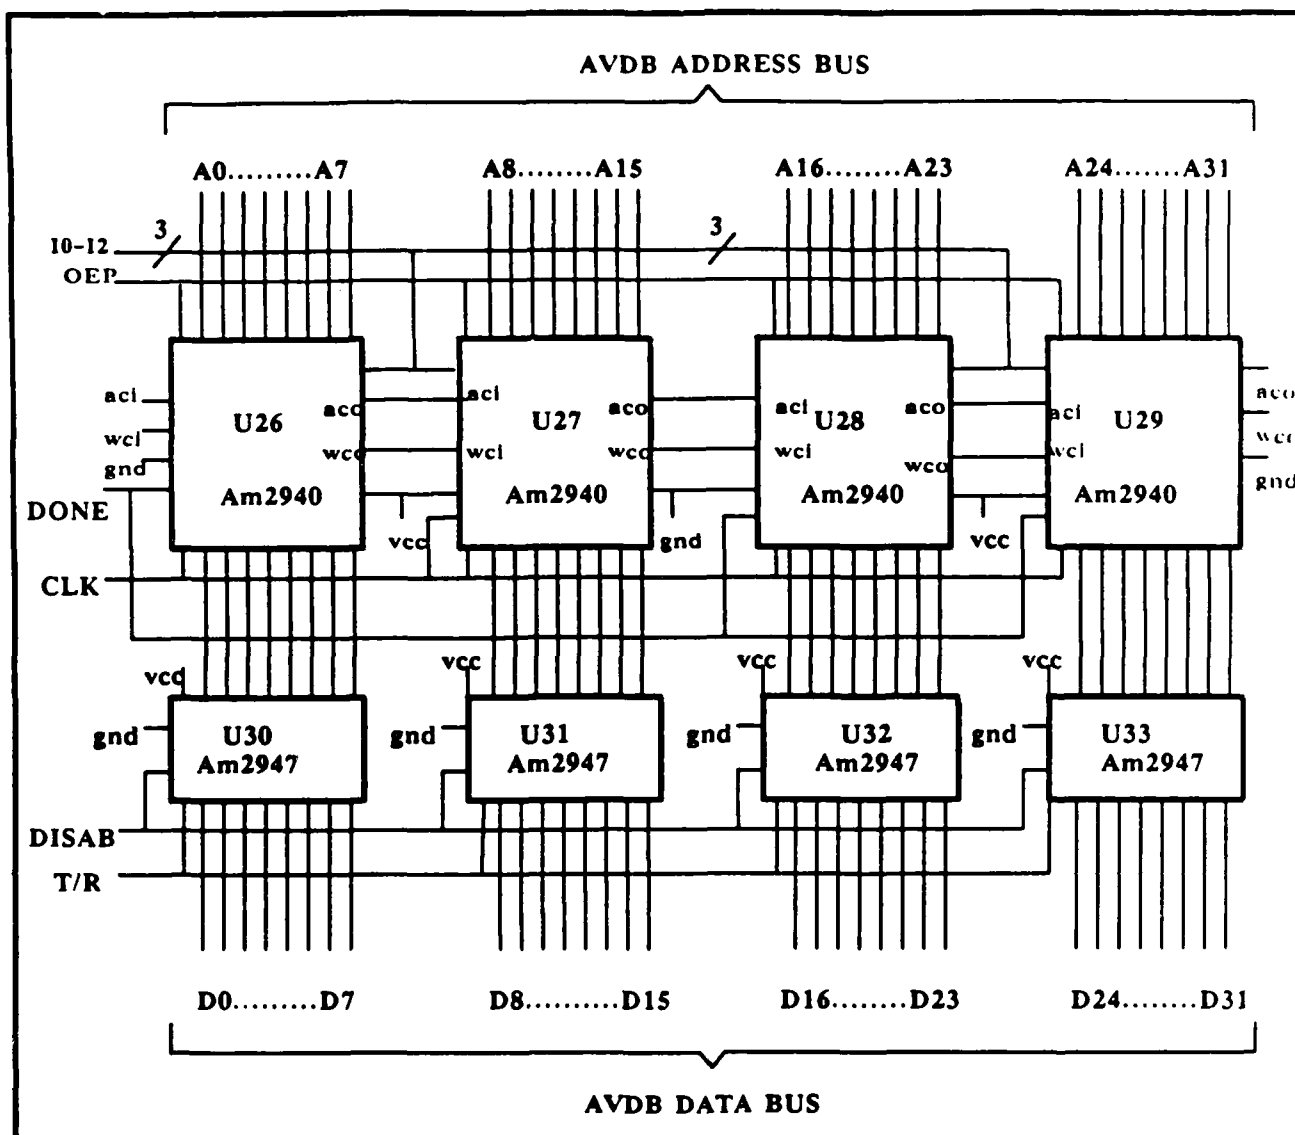 AVDB ADDRESS BUS
A0.........A7 A8........A15 A16........A23 A24.......A31
3 3
I0-I2
OEP
aci aco aci aco aci aco aci aco
U26 U27 U28 U29
wci wco wci wco wci wco wci wco
gnd gnd
Am2940 Am2940 Am2940 Am2940
DONE
vcc gnd vcc
CLK
vcc vcc vcc vcc
gnd U30 gnd U31 gnd U32 gnd U33
Am2947 Am2947 Am2947 Am2947
DISAB
T/R
D0.........D7 D8..........D15 D16........D23 D24........D31
AVDB DATA BUS